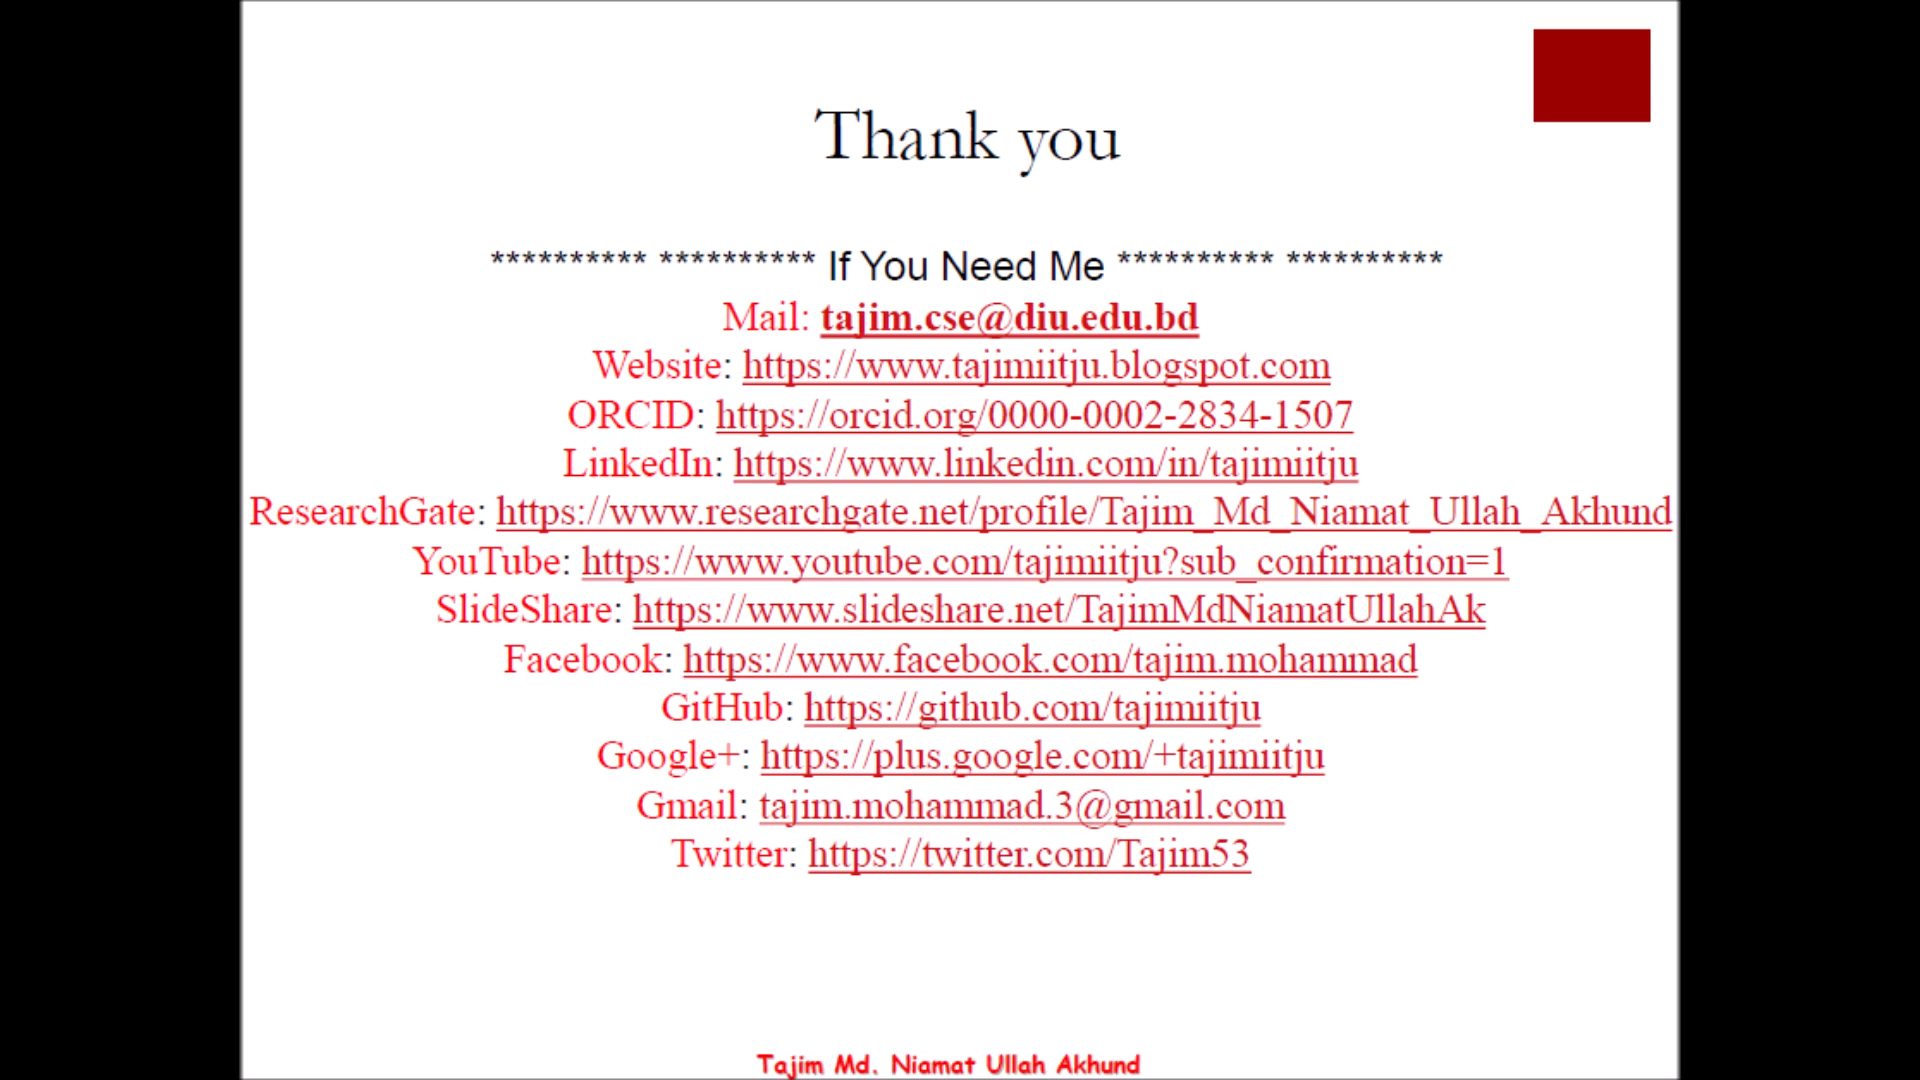 Thank you
********** ********** If You Need Me ********** **********
Mail: tajim.cse@diu.edu.bd
Website: https://www.tajimiitju.blogspot.com
ORCID: https://orcid.org/0000-0002-2834-1507
LinkedIn: https://www.linkedin.com/in/tajimiitju
ResearchGate: https://www.researchgate.net/profile/Tajim_Md_Niamat_Ullah_Akhund
YouTube: https://www.youtube.com/tajimiitju?sub_confirmation=1
SlideShare: https://www.slideshare.net/TajimMdNiamatUllahAk
Facebook: https://www.facebook.com/tajim.mohammad
GitHub: https://github.com/tajimiitju
Google+: https://plus.google.com/+tajimiitju
Gmail: tajim.mohammad.3@gmail.com
Twitter: https://twitter.com/Tajim53
Tajim Md. Niamat Ullah Akhund